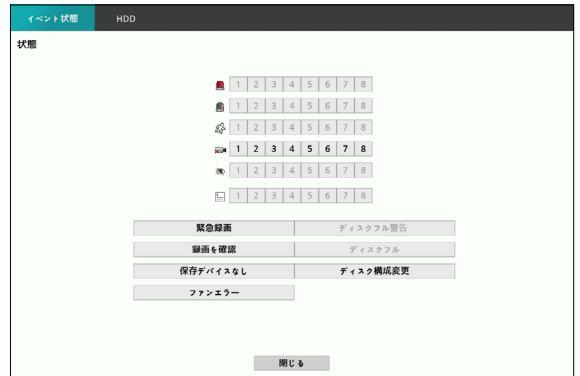 イベント状態 HDD
状態
1 2 3 4 5 6 7 8
1 2 3 4 5 6 7 8
1 2 3 4 5 6 7 8
1 2 3 4 5 6 7 8
1 2 3 4 5 6 7 8
1 2 3 4 5 6 7 8
緊急録画 ディスクフル警告
録画を確認 ディスクフル
保存デバイスなし ディスク構成変更
ファンエラー
閉じる